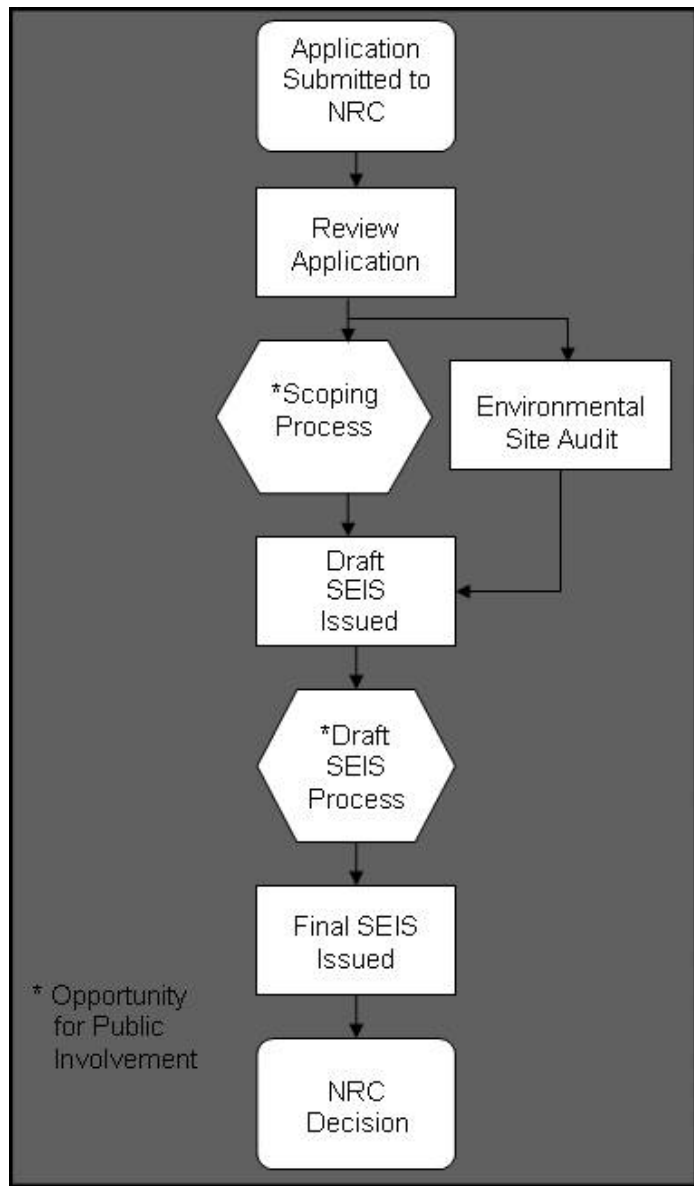 Application
Submitted to
NRC
Review
Application
*Scoping
Process
Environmental
Site Audit
Draft
SEIS
Issued
*Draft
SEIS
Process
Final SEIS
Issued
* Opportunity
for Public
Involvement
NRC
Decision